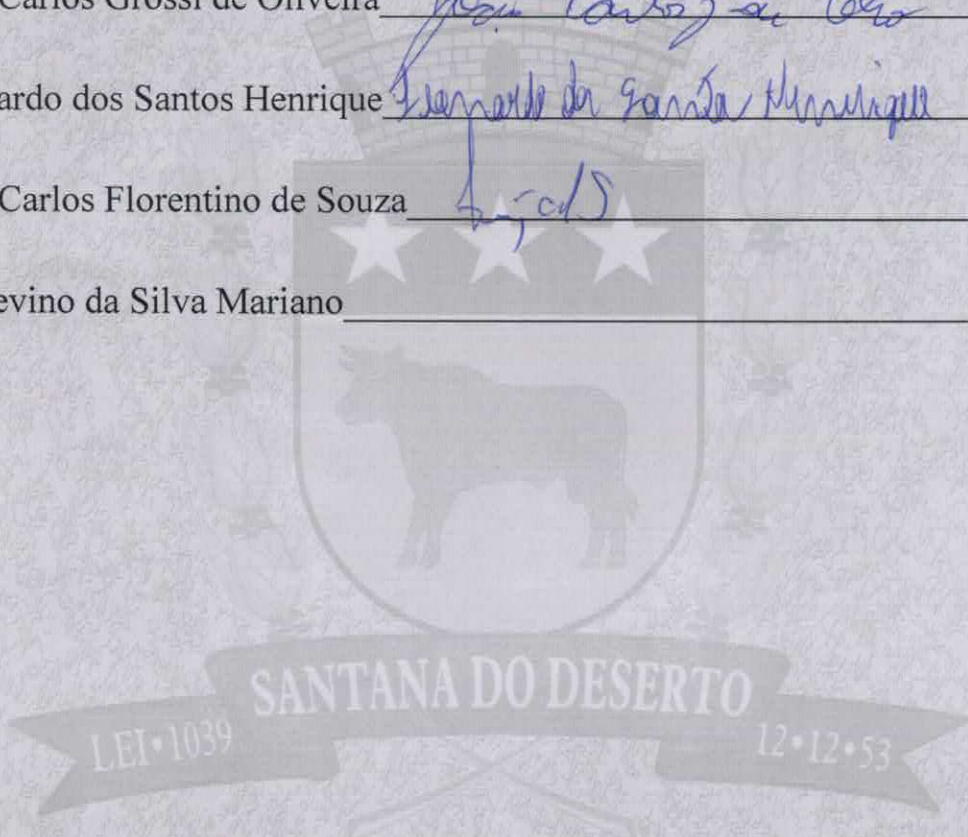 Carlos Grossi de Oliveira
ardo dos Santos Henrique
Carlos Florentino de Souza
evino da Silva Mariano
SANTANA DO DESERTO
LEI•1039 12•12•53